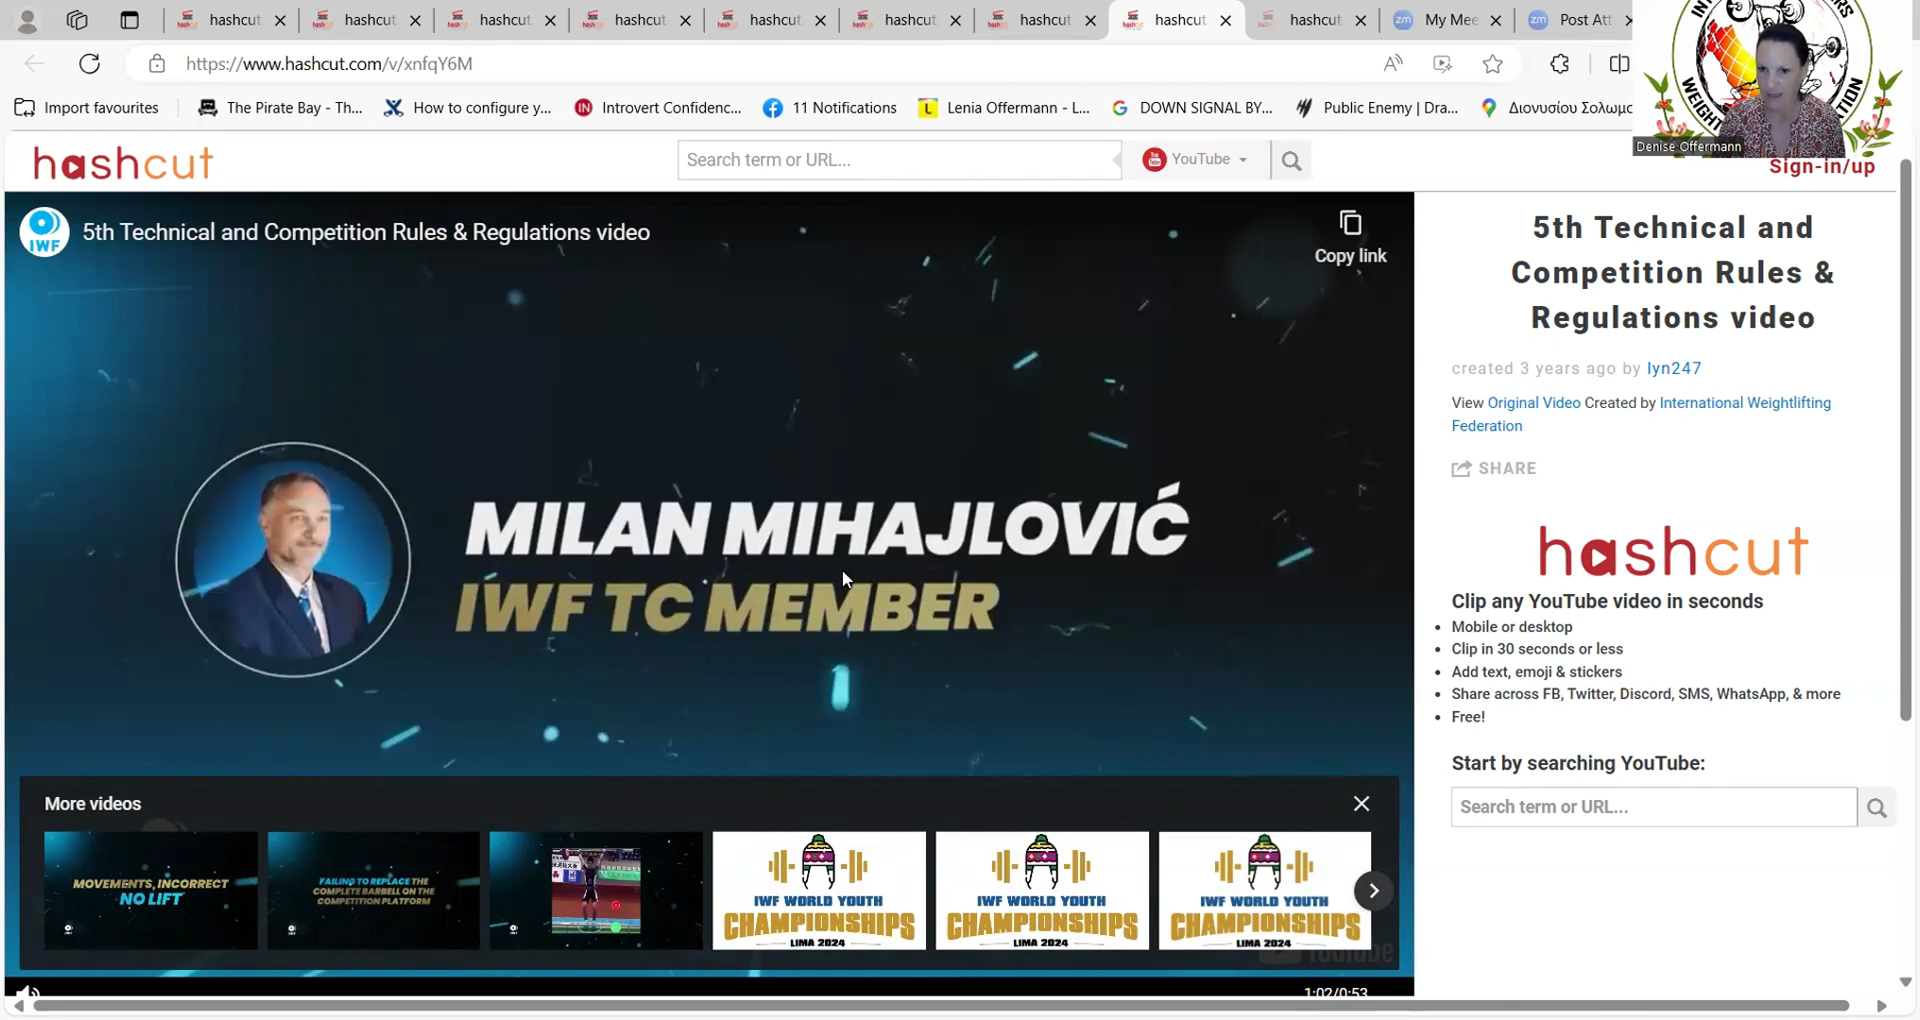 hashcut.
hashcut.
hashcut.
hashcut.
hashcut.
hashcut.
hashcut
hashcut.
hashcut
My Mee
Post Att
https://www.hashcut.com/v/xnfqY6M
Import favourites
The Pirate Bay - Th...
How to configure y...
Introvert Confidenc...
11 Notifications
Lenia Offermann - L...
DOWN SIGNAL BY...
Public Enemy | Dra...
Διονυσίου Σολωμο
WEIGHT
Denise Offermann
hashcut
Search term or URL...
YouTube
Sign-in/up
IWF
5th Technical and Competition Rules & Regulations video
Copy link
MILAN MIHAJLOVIĆ
IWF TC MEMBER
More videos
MOVEMENTS, INCORRECT
NO LIFT
FAILING TO REPLACE THE
COMPLETE BARBELL ON THE
COMPETITION PLATFORM
IWF WORLD YOUTH
CHAMPIONSHIPS
LIMA 2024
IWF WORLD YOUTH
CHAMPIONSHIPS
LIMA 2024
IWF WORLD YOUTH
CHAMPIONSHIPS
LIMA 2024
YouTube
1:02/0:53
5th Technical and
Competition Rules &
Regulations video
created 3 years ago by lyn247
View Original Video Created by International Weightlifting
Federation
SHARE
hashcut
Clip any YouTube video in seconds
Mobile or desktop
Clip in 30 seconds or less
Add text, emoji & stickers
Share across FB, Twitter, Discord, SMS, WhatsApp, & more
Free!
Start by searching YouTube:
Search term or URL...